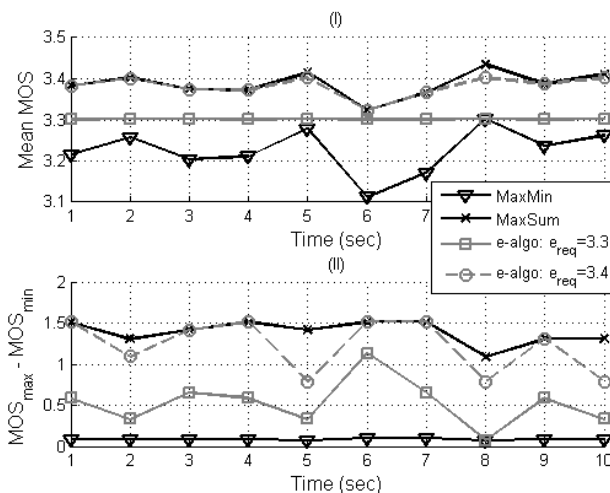 (I)
3.5
3.4
3.3
3.2
3.1
Mean MOS
1 2 3 4 5 6 7
Time (sec)
MaxMin
MaxSum
e-algo: e_req=3.3
e-algo: e_req=3.4
(II)
2
1.5
1
0.5
0
MOS_max - MOS_min
1 2 3 4 5 6 7 8 9 10
Time (sec)